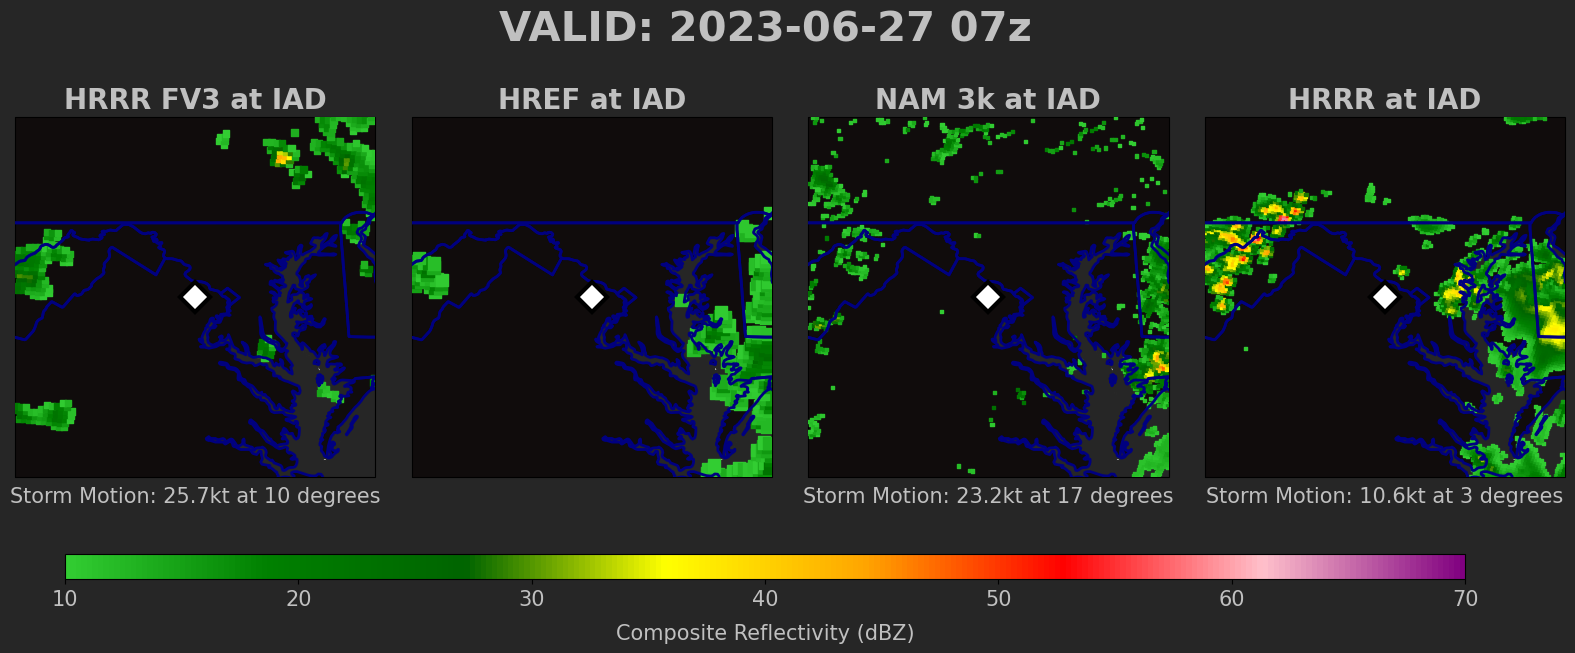 VALID: 2023-06-27 07z
HRRR FV3 at IAD
HREF at IAD
NAM 3k at IAD
HRRR at IAD
Storm Motion: 25.7kt at 10 degrees
Storm Motion: 23.2kt at 17 degrees
Storm Motion: 10.6kt at 3 degrees
10 20 30 40 50 60 70
Composite Reflectivity (dBZ)